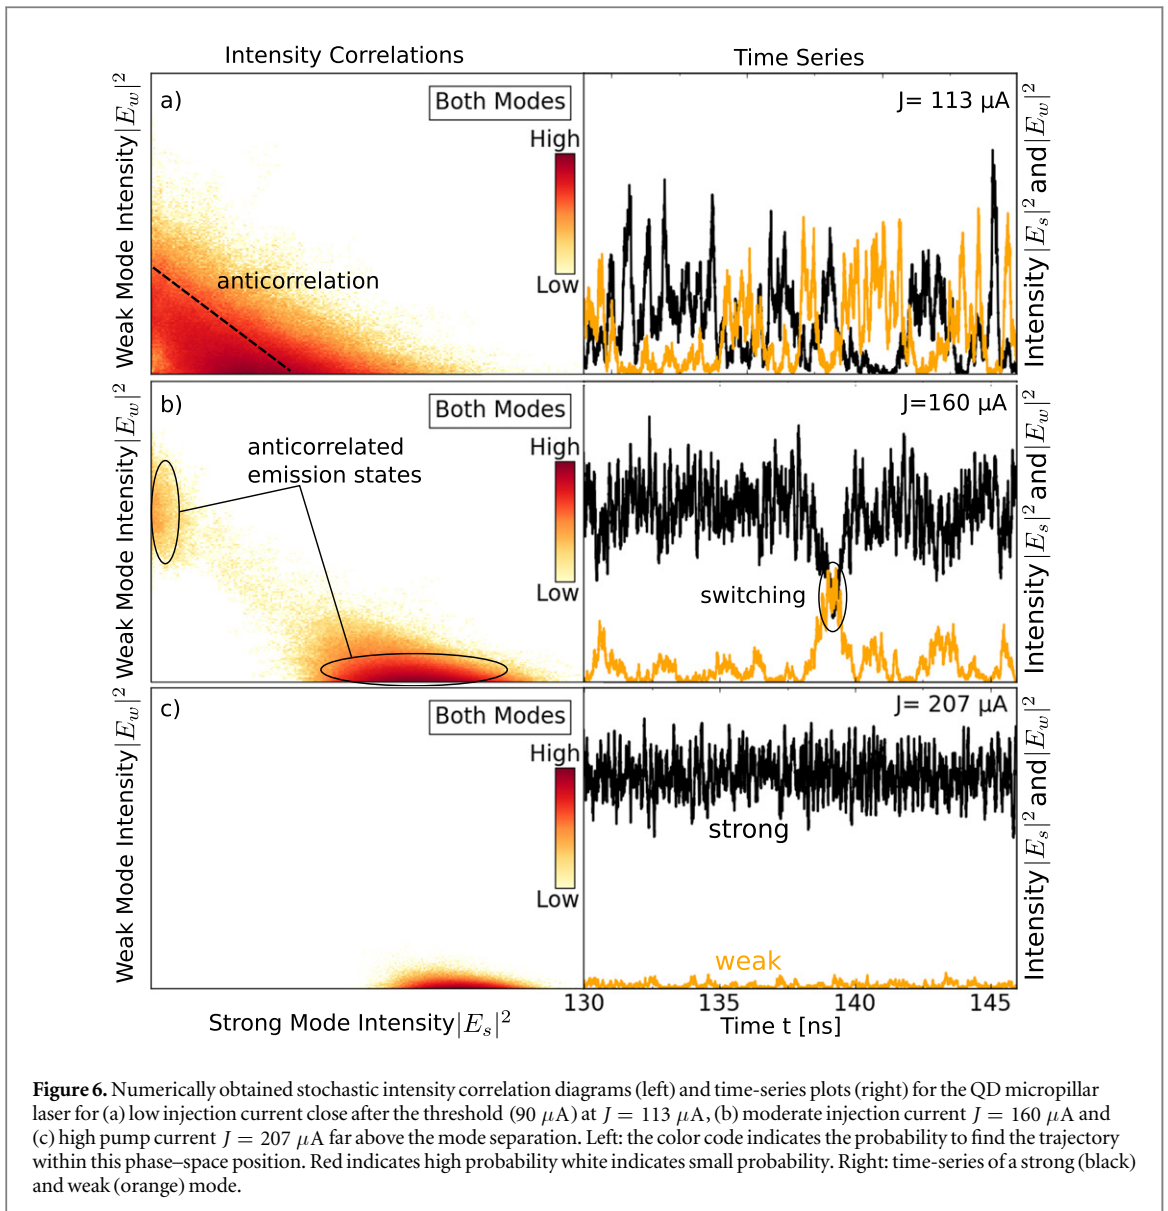 Intensity Correlations
Time Series
Weak Mode Intensity|E_w|^2
a)
Both Modes
High
Low
anticorrelation
J= 113 μA
Intensity|E_s|^2 and|E_w|^2
Weak Mode Intensity|E_w|^2
b)
Both Modes
anticorrelated
emission states
High
Low
J=160 μA
switching
Intensity|E_s|^2 and|E_w|^2
Weak Mode Intensity|E_w|^2
c)
Both Modes
High
Low
J= 207 μA
strong
weak
Intensity|E_s|^2 and|E_w|^2
130
135
140
145
Strong Mode Intensity|E_s|^2
Time t [ns]
Figure 6. Numerically obtained stochastic intensity correlation diagrams (left) and time-series plots (right) for the QD micropillar
laser for (a) low injection current close after the threshold (90 μA) at J = 113 μA, (b) moderate injection current J = 160 μA and
(c) high pump current J = 207 μA far above the mode separation. Left: the color code indicates the probability to find the trajectory
within this phase–space position. Red indicates high probability white indicates small probability. Right: time-series of a strong (black)
and weak (orange) mode.